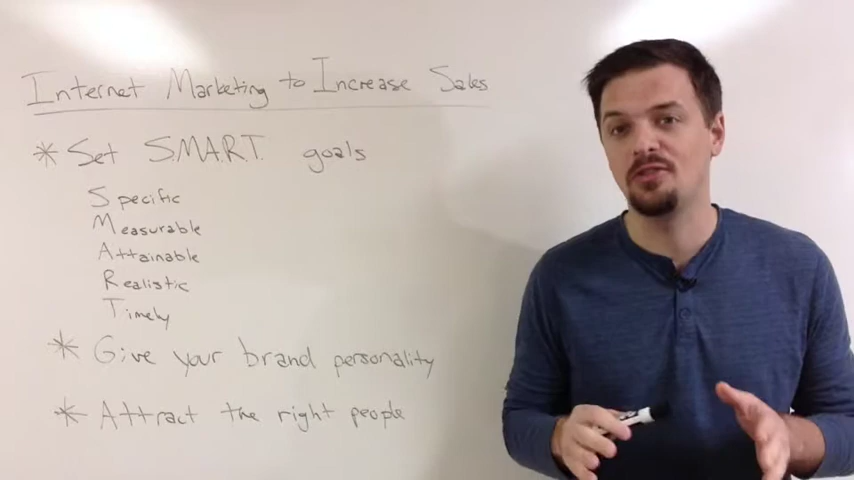 Internet Marketing to Increase Sales
* Set S.M.A.R.T. goals
Specific
Measurable
Attainable
Realistic
Timely
* Give your brand personality
* Attract the right people